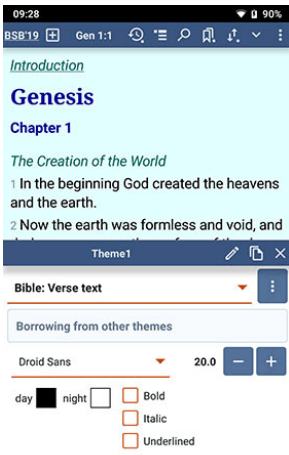 09:28 90%
BSB'19 Gen 1:1
Introduction
Genesis
Chapter 1
The Creation of the World
1 In the beginning God created the heavens
and the earth.
2 Now the earth was formless and void, and
Theme1
Bible: Verse text
Borrowing from other themes
Droid Sans 20.0 − +
day night Bold
Italic
Underlined